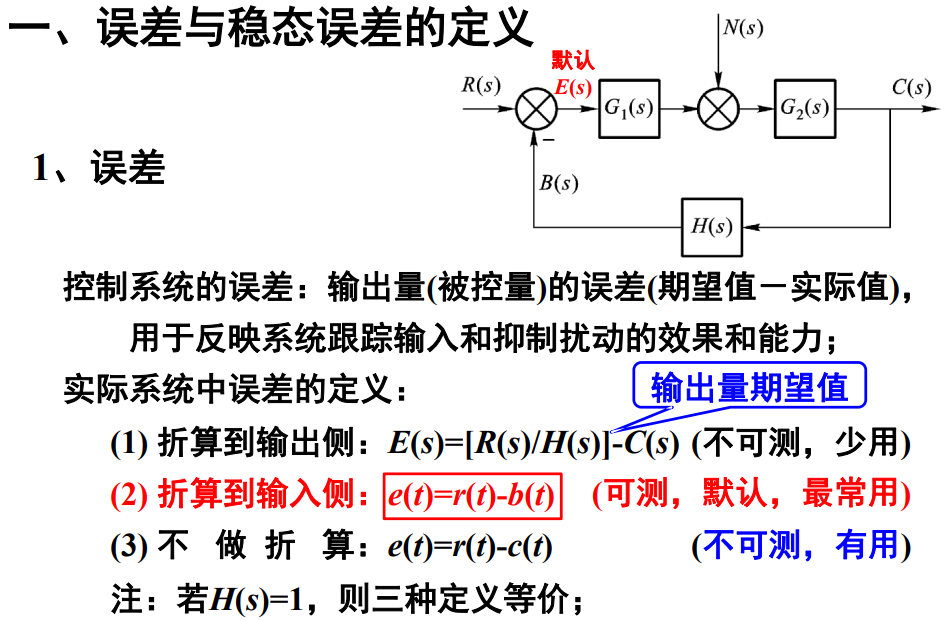 一、误差与稳态误差的定义
N(s)
默认
R(s)
E(s)
G₁(s)
G₂(s)
C(s)
−
1、误差
B(s)
H(s)
控制系统的误差：输出量(被控量)的误差(期望值－实际值)，
用于反映系统跟踪输入和抑制扰动的效果和能力；
实际系统中误差的定义：
输出量期望值
(1) 折算到输出侧：E(s)=[R(s)/H(s)]-C(s) (不可测，少用)
(2) 折算到输入侧：e(t)=r(t)-b(t) (可测，默认，最常用)
(3) 不 做 折 算：e(t)=r(t)-c(t) (不可测，有用)
注：若H(s)=1，则三种定义等价；